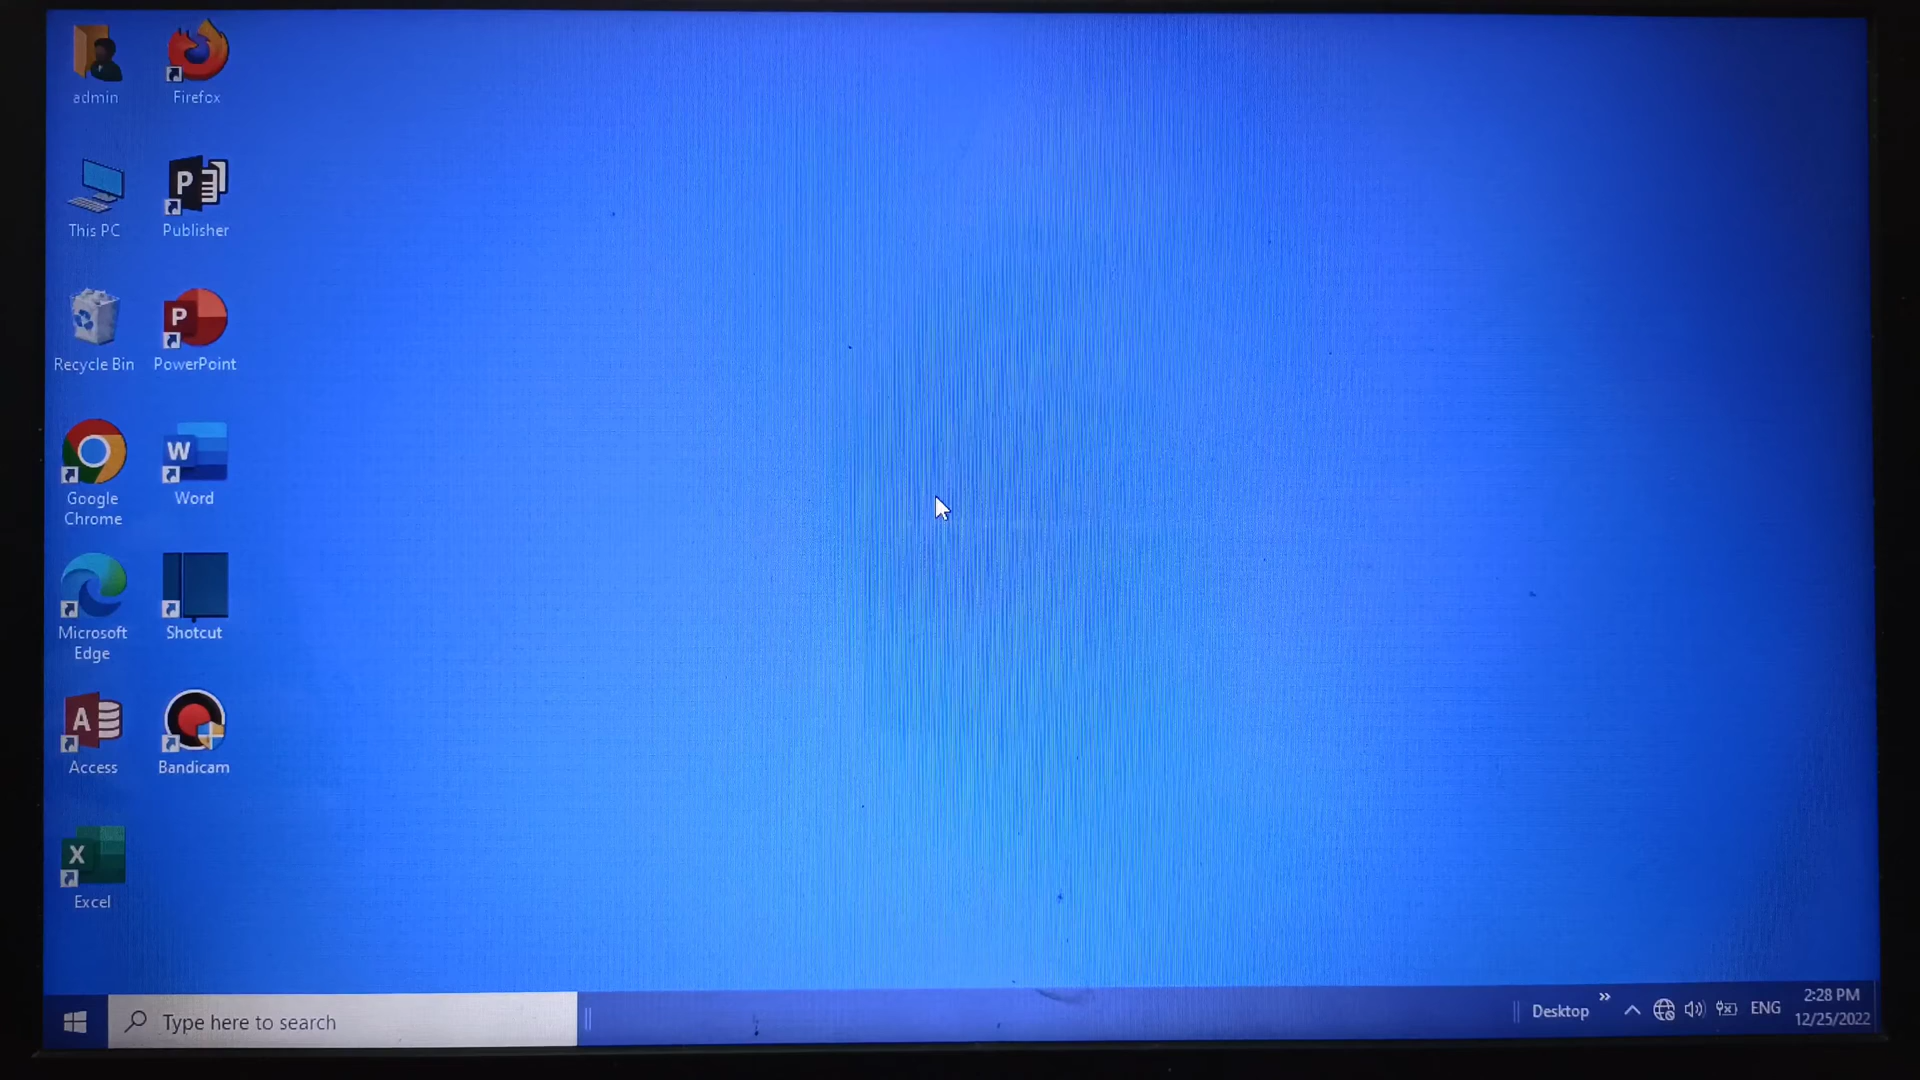 admin
Firefox
This PC
Publisher
Recycle Bin
PowerPoint
Google
Chrome
Word
Microsoft
Edge
Shotcut
Access
Bandicam
Excel
Type here to search
Desktop
ENG
2:28 PM
12/25/2022